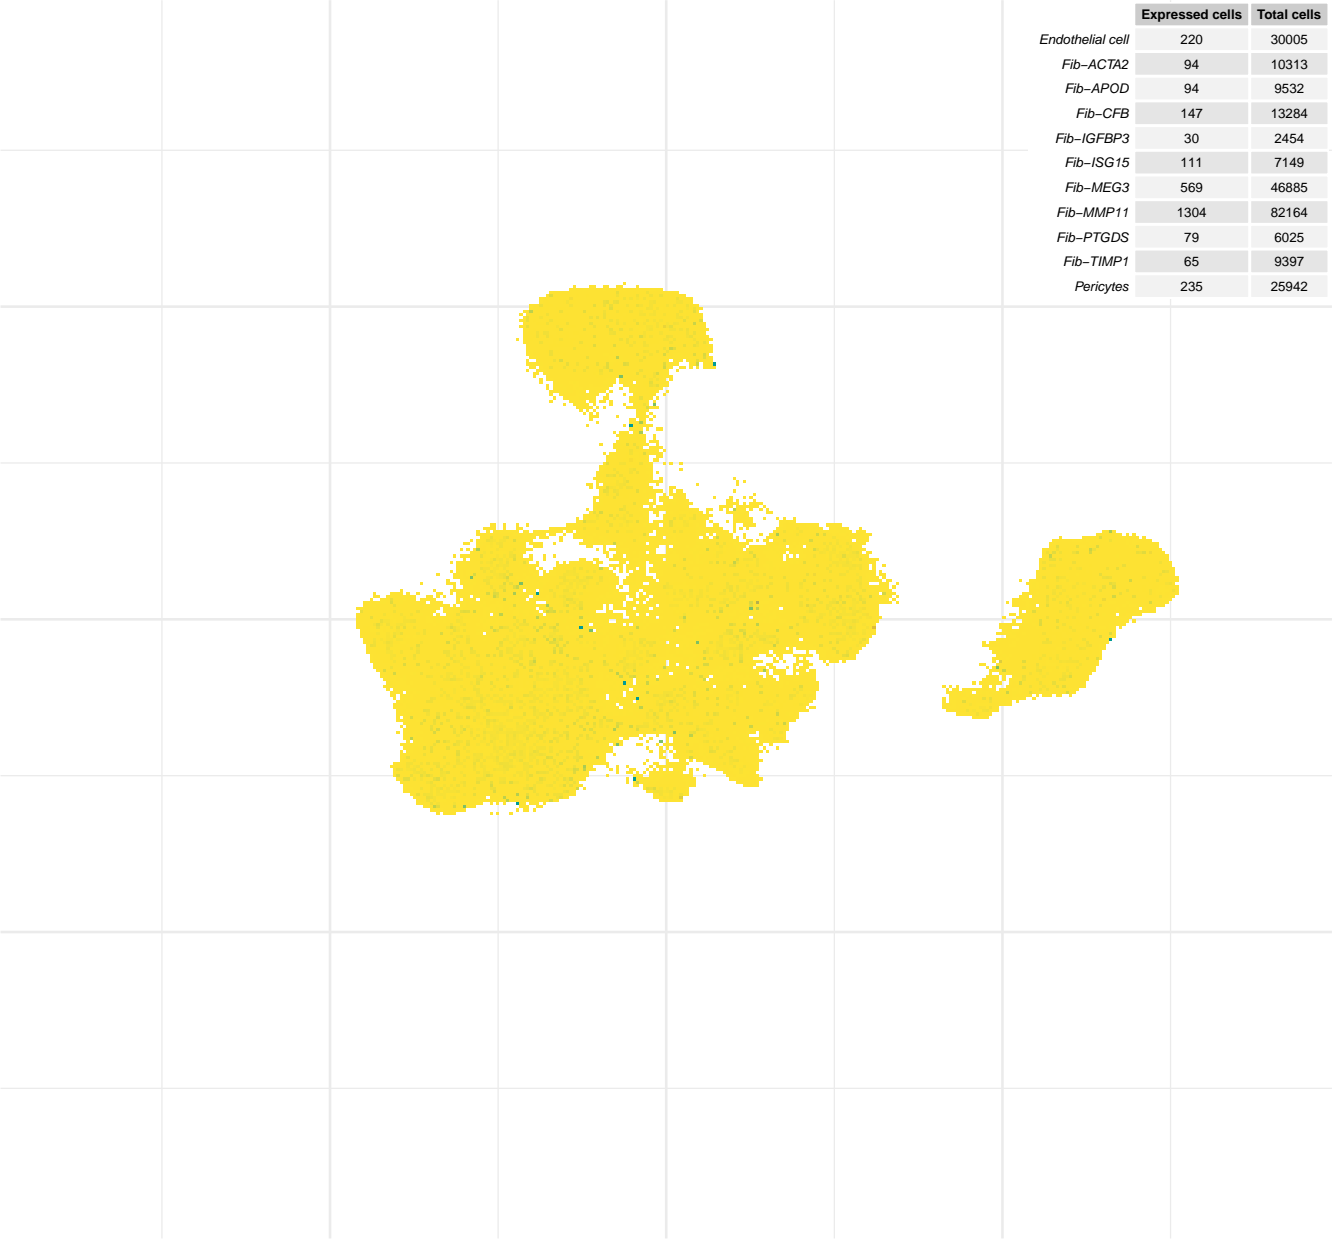 Expressed cells Total cells
Endothelial cell 220 30005
Fib−ACTA2 94 10313
Fib−APOD 94 9532
Fib−CFB 147 13284
Fib−IGFBP3 30 2454
Fib−ISG15 111 7149
Fib−MEG3 569 46885
Fib−MMP11 1304 82164
Fib−PTGDS 79 6025
Fib−TIMP1 65 9397
Pericytes 235 25942